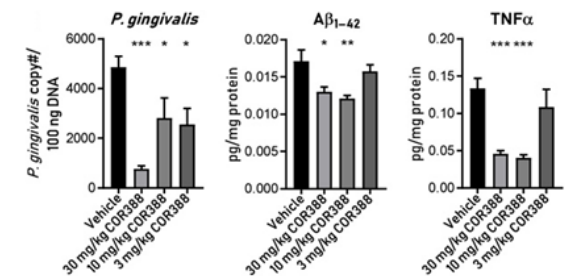 P. gingivalis
P. gingivalis copy#/
100 ng DNA
6000
4000
2000
0
***
*
*
Vehicle
30 mg/kg COR388
10 mg/kg COR388
3 mg/kg COR388
Aβ1–42
pg/mg protein
0.020
0.015
0.010
0.005
0.000
*
**
Vehicle
30 mg/kg COR388
10 mg/kg COR388
3 mg/kg COR388
TNFα
pg/mg protein
0.20
0.15
0.10
0.05
0.00
***
***
Vehicle
30 mg/kg COR388
10 mg/kg COR388
3 mg/kg COR388